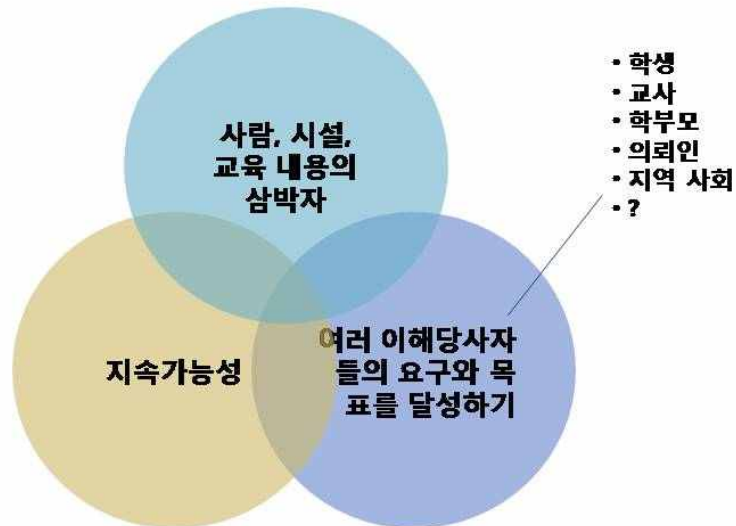 사람, 시설,
교육 내용의
삼박자
• 학생
• 교사
• 학부모
• 의뢰인
• 지역 사회
• ?
지속가능성
여러 이해당사자
들의 요구와 목
표를 달성하기